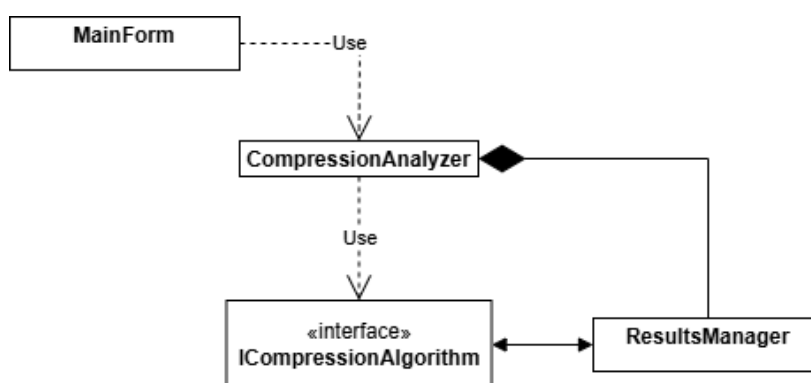 MainForm
Use
CompressionAnalyzer
Use
«interface»
ICompressionAlgorithm
ResultsManager